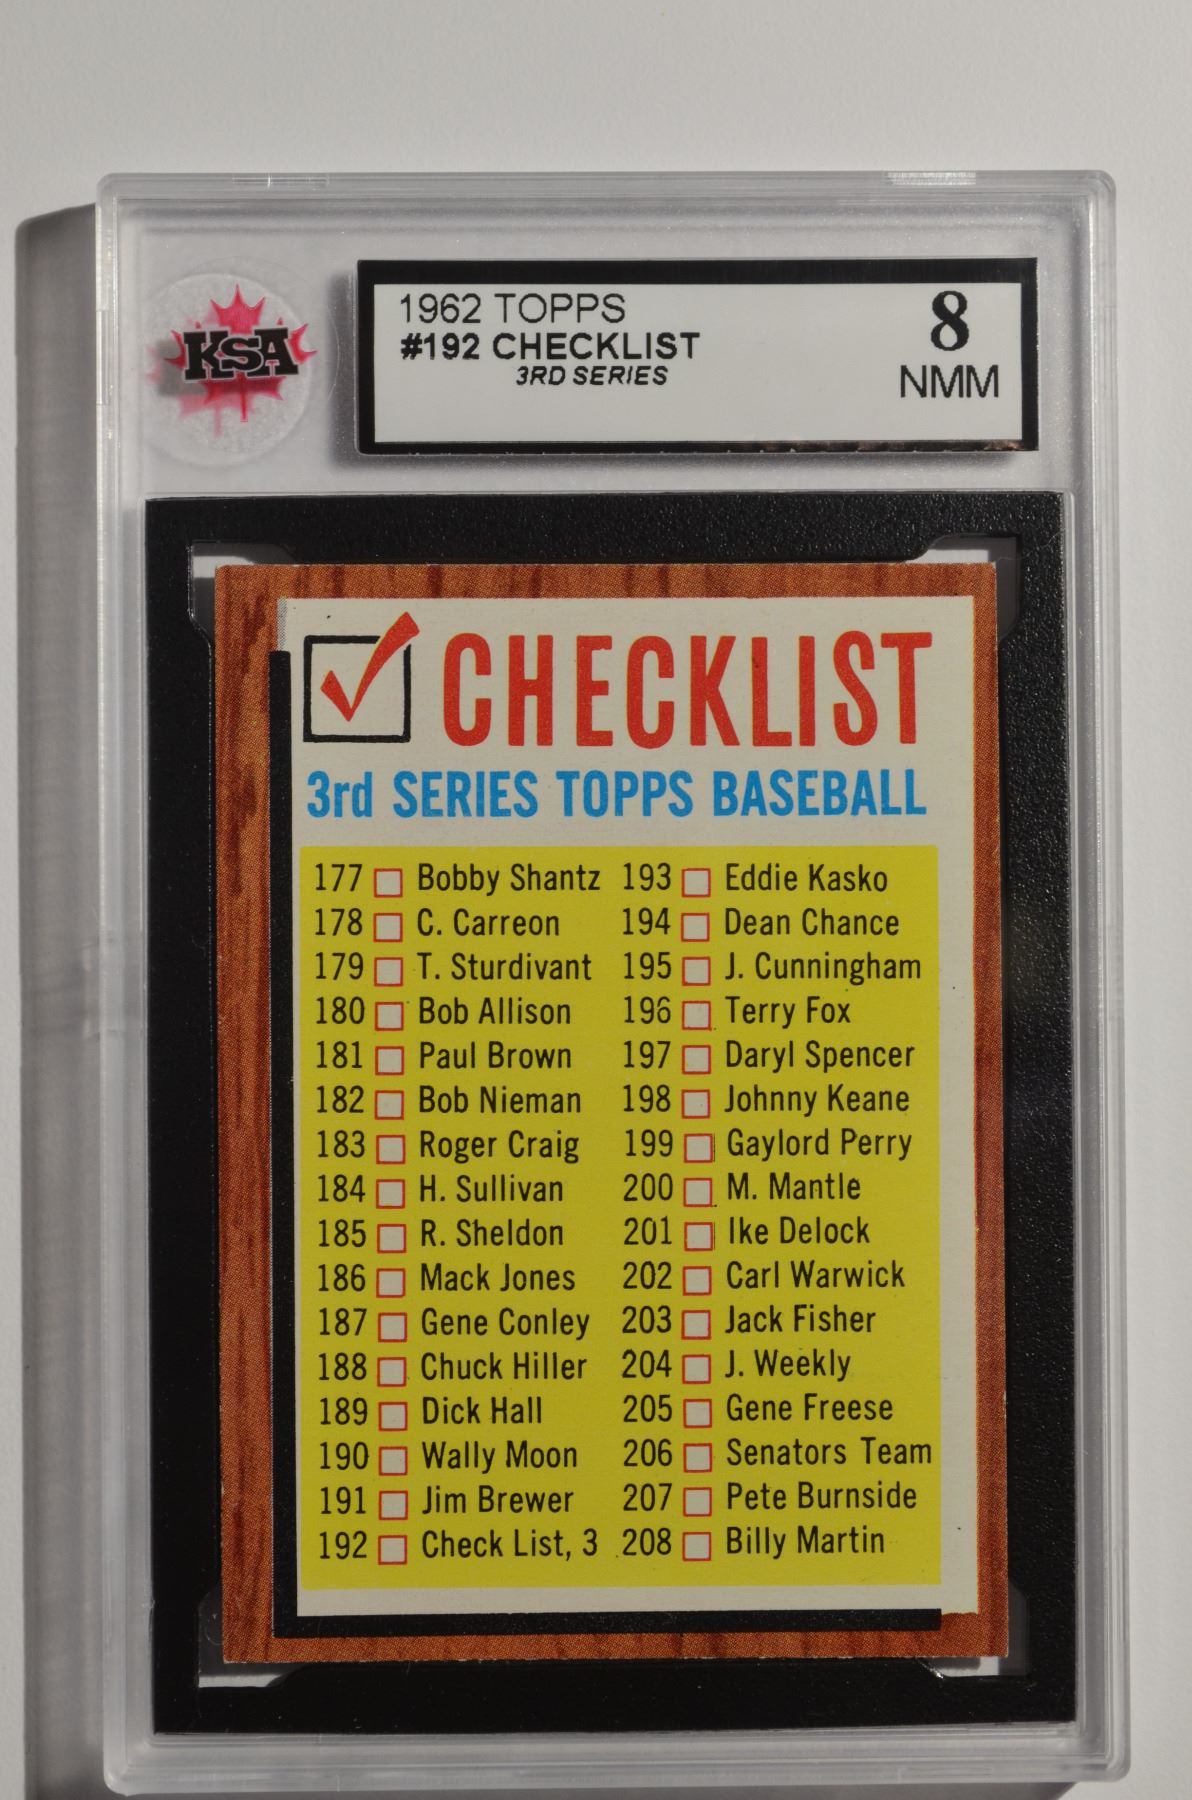 KSA
1962 TOPPS
#192 CHECKLIST
3RD SERIES
8
NMM
CHECKLIST
3rd SERIES TOPPS BASEBALL
177 Bobby Shantz
178 C. Carreon
179 T. Sturdivant
180 Bob Allison
181 Paul Brown
182 Bob Nieman
183 Roger Craig
184 H. Sullivan
185 R. Sheldon
186 Mack Jones
187 Gene Conley
188 Chuck Hiller
189 Dick Hall
190 Wally Moon
191 Jim Brewer
192 Check List, 3
193 Eddie Kasko
194 Dean Chance
195 J. Cunningham
196 Terry Fox
197 Daryl Spencer
198 Johnny Keane
199 Gaylord Perry
200 M. Mantle
201 Ike Delock
202 Carl Warwick
203 Jack Fisher
204 J. Weekly
205 Gene Freese
206 Senators Team
207 Pete Burnside
208 Billy Martin